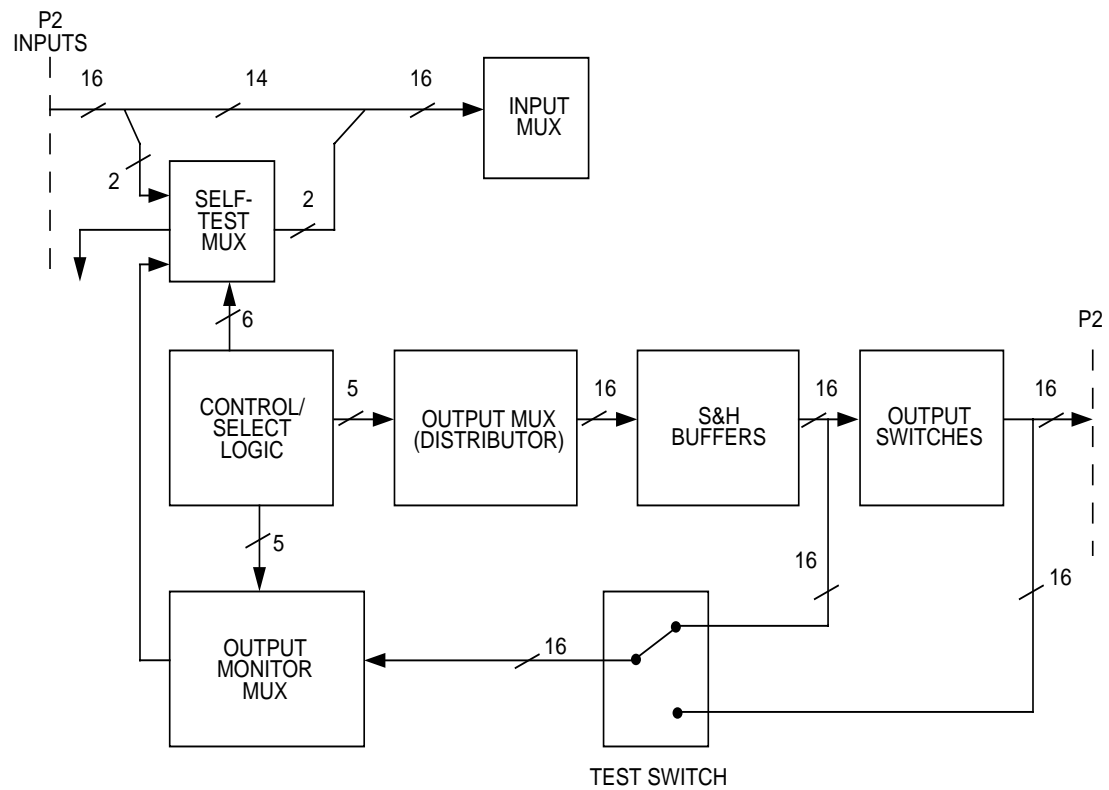 P2
INPUTS
16
14
16
INPUT
MUX
2
SELF-
TEST
MUX
2
6
P2
CONTROL/
SELECT
LOGIC
5
OUTPUT MUX
(DISTRIBUTOR)
16
S&H
BUFFERS
16
OUTPUT
SWITCHES
16
5
16
16
OUTPUT
MONITOR
MUX
16
TEST SWITCH